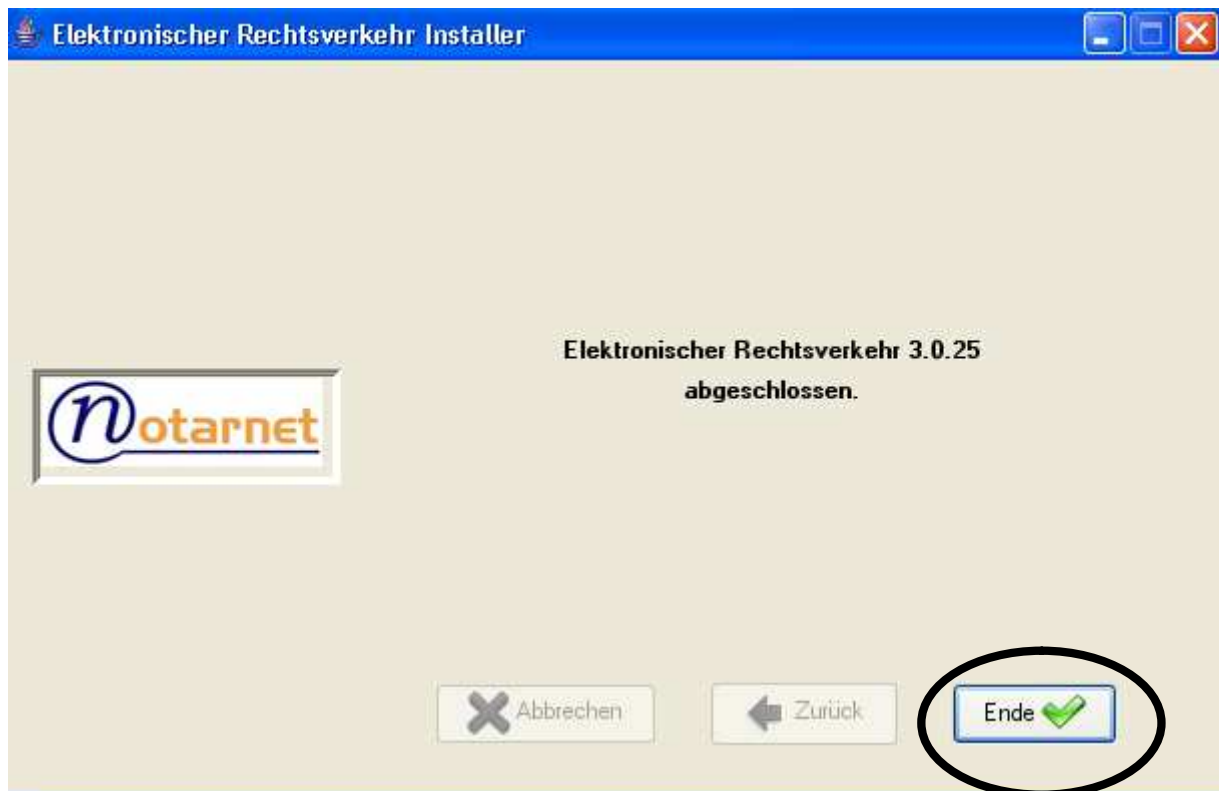 Elektronischer Rechtsverkehr Installer
Elektronischer Rechtsverkehr 3.0.25
abgeschlossen.
notarnet
Abbrechen
Zurück
Ende